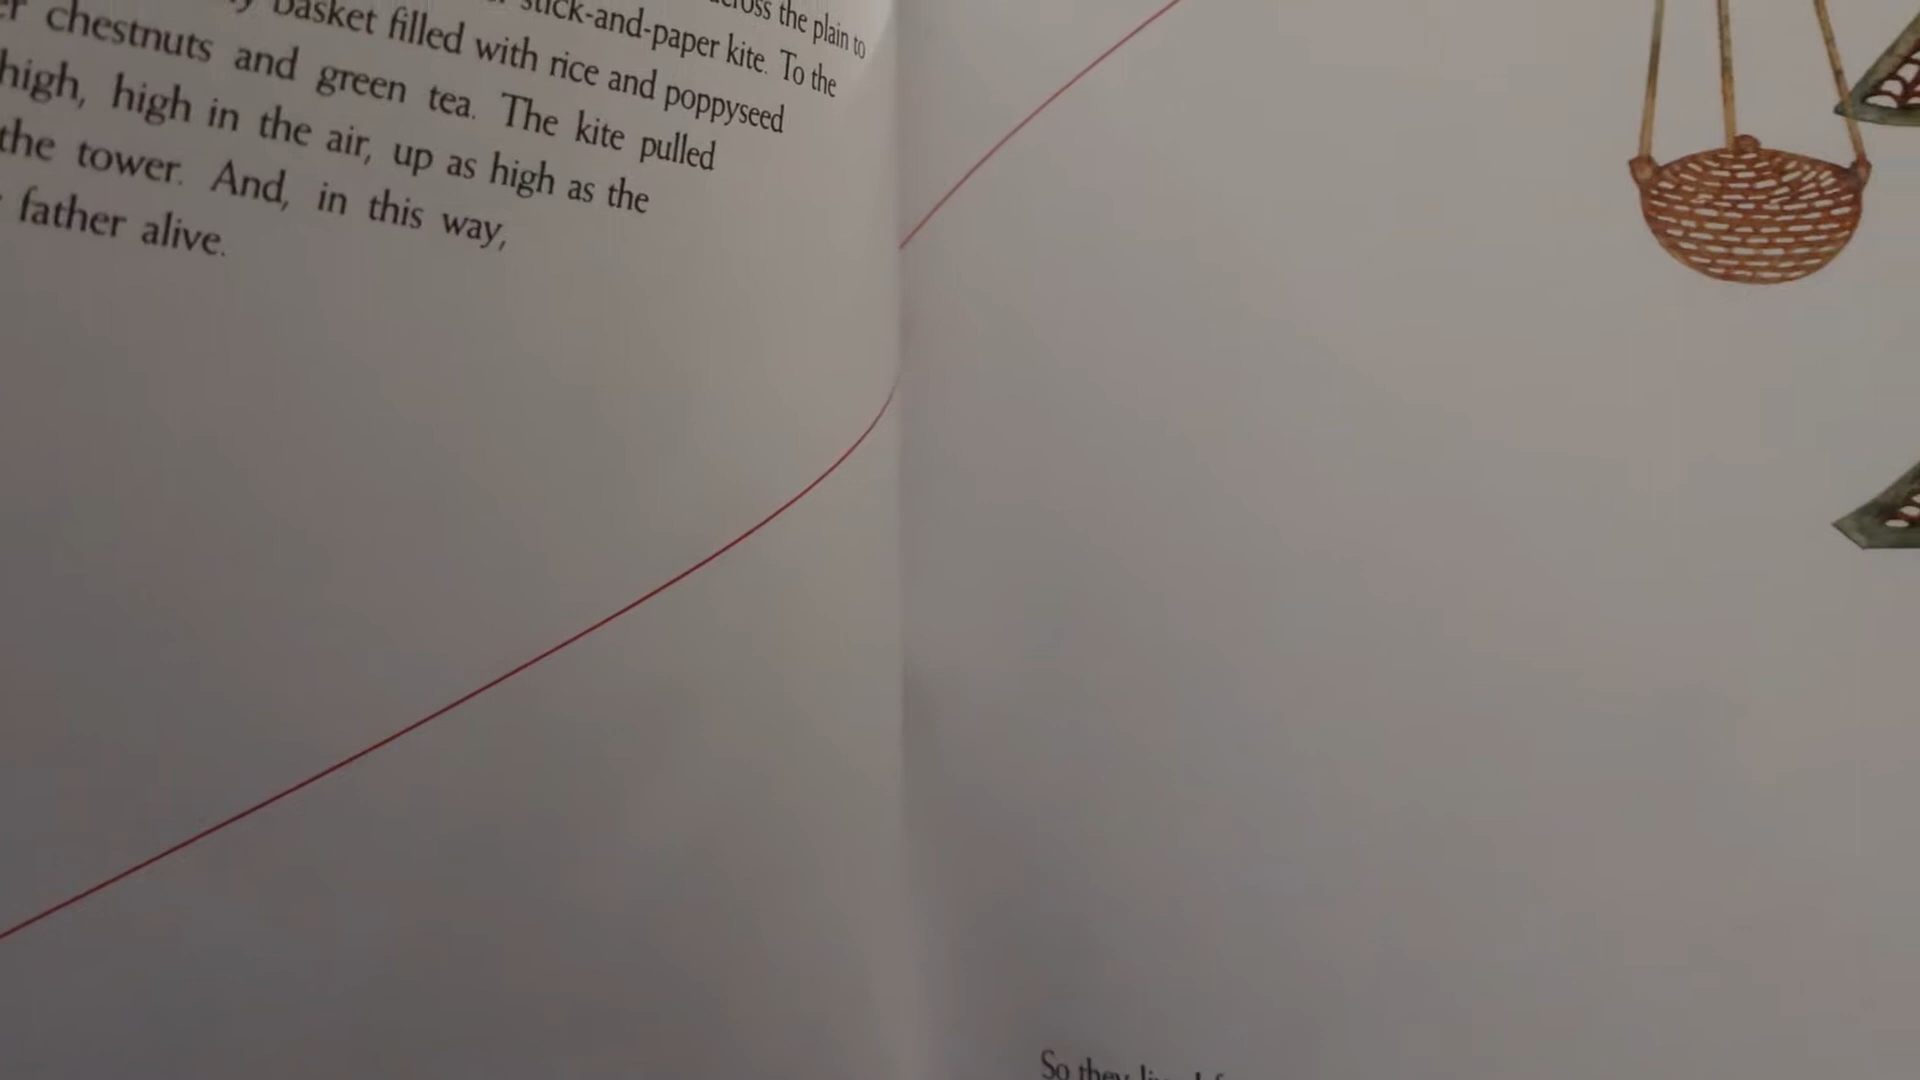 the plain to
stick-and-paper kite. To the
basket filled with rice and poppyseed
chestnuts and green tea. The kite pulled
high, high in the air, up as high as the
the tower. And, in this way,
father alive.
So they